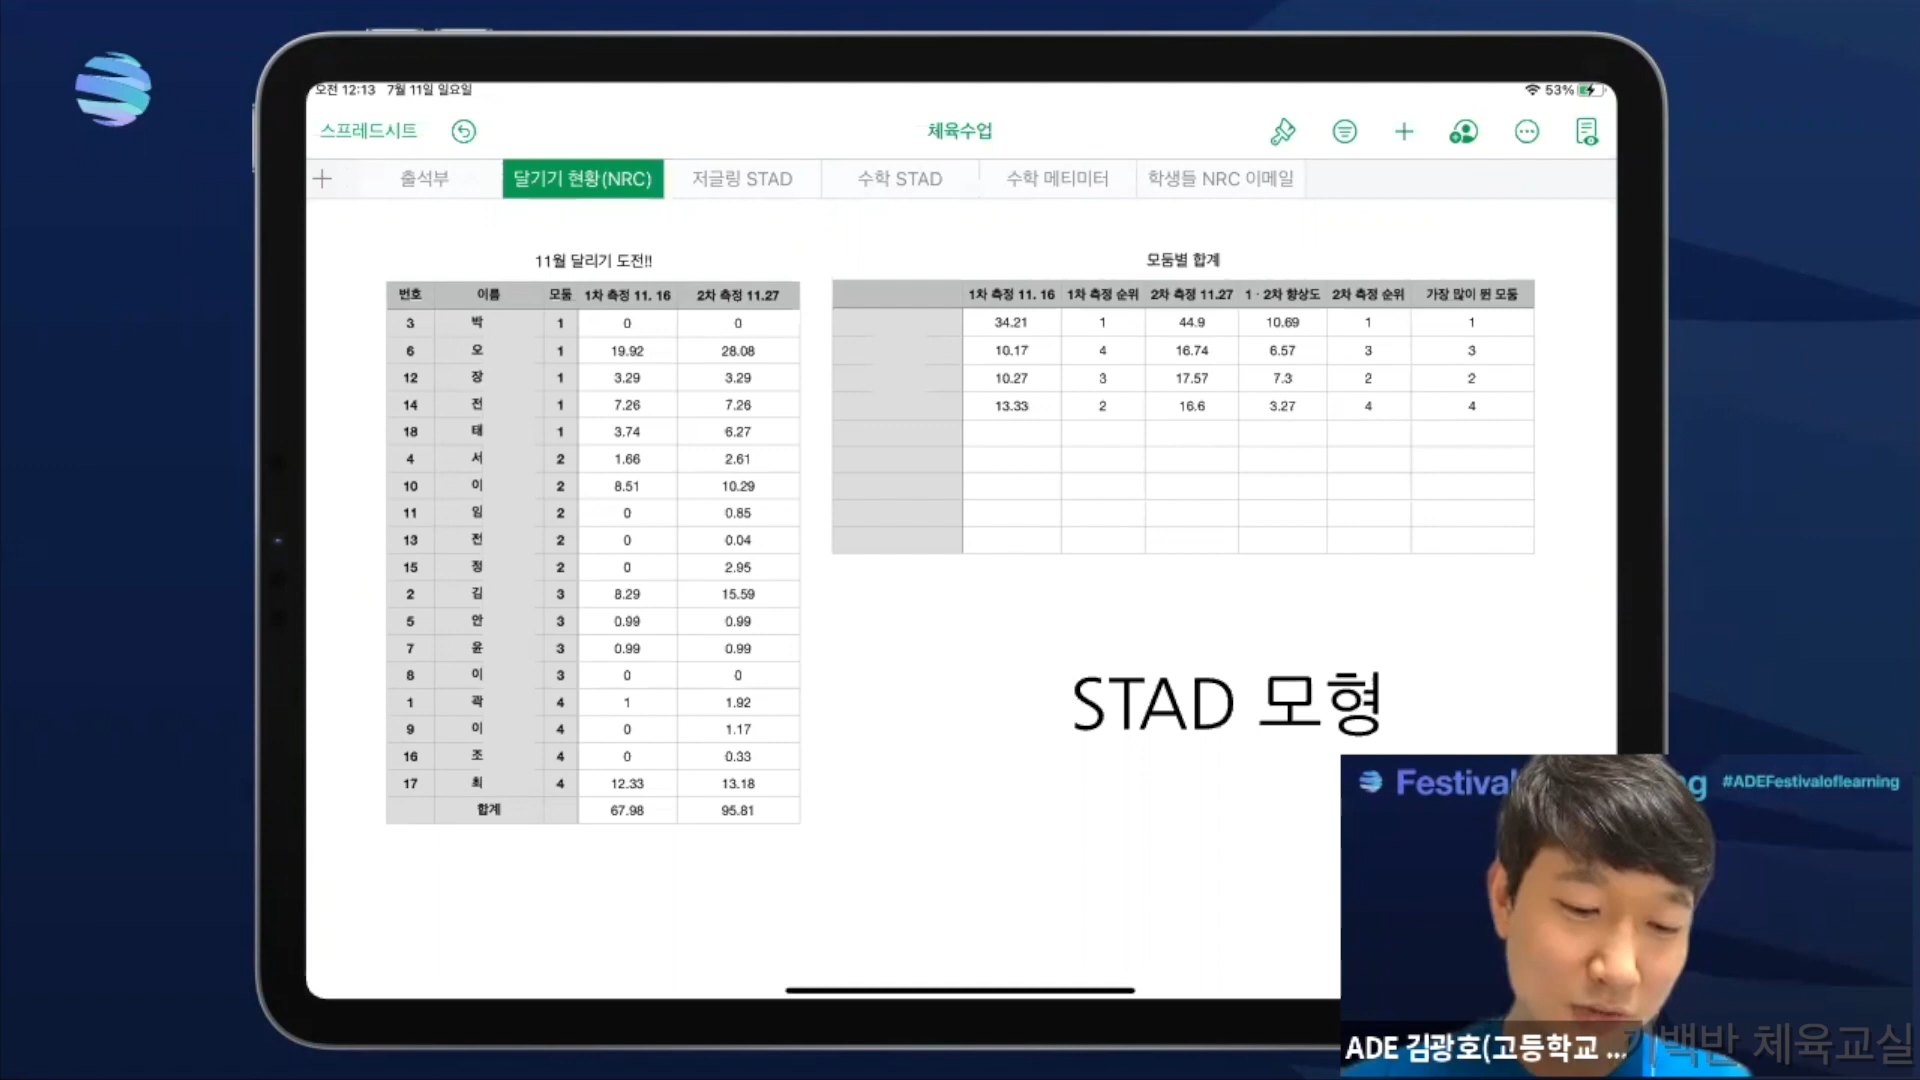 오전 12:13 7월 11일 일요일
53%
스프레드시트
체육수업
출석부
달기기 현황(NRC)
저글링 STAD
수학 STAD
수학 메티미터
학생들 NRC 이메일
11월 달리기 도전!!
번호 이름 모둠 1차 측정 11. 16 2차 측정 11.27
3 박 1 0 0
6 오 1 19.92 28.08
12 장 1 3.29 3.29
14 전 1 7.26 7.26
18 태 1 3.74 6.27
4 서 2 1.66 2.61
10 이 2 8.51 10.29
11 임 2 0 0.85
13 전 2 0 0.04
15 정 2 0 2.95
2 김 3 8.29 15.59
5 안 3 0.99 0.99
7 윤 3 0.99 0.99
8 이 3 0 0
1 곽 4 1 1.92
9 이 4 0 1.17
16 조 4 0 0.33
17 최 4 12.33 13.18
합계 67.98 95.81
모둠별 합계
1차 측정 11. 16 1차 측정 순위 2차 측정 11.27 1 · 2차 향상도 2차 측정 순위 가장 많이 뛴 모둠
34.21 1 44.9 10.69 1 1
10.17 4 16.74 6.57 3 3
10.27 3 17.57 7.3 2 2
13.33 2 16.6 3.27 4 4
STAD 모형
#ADEFestivaloflearning
ADE 김광호(고등학교 ...
체육교실